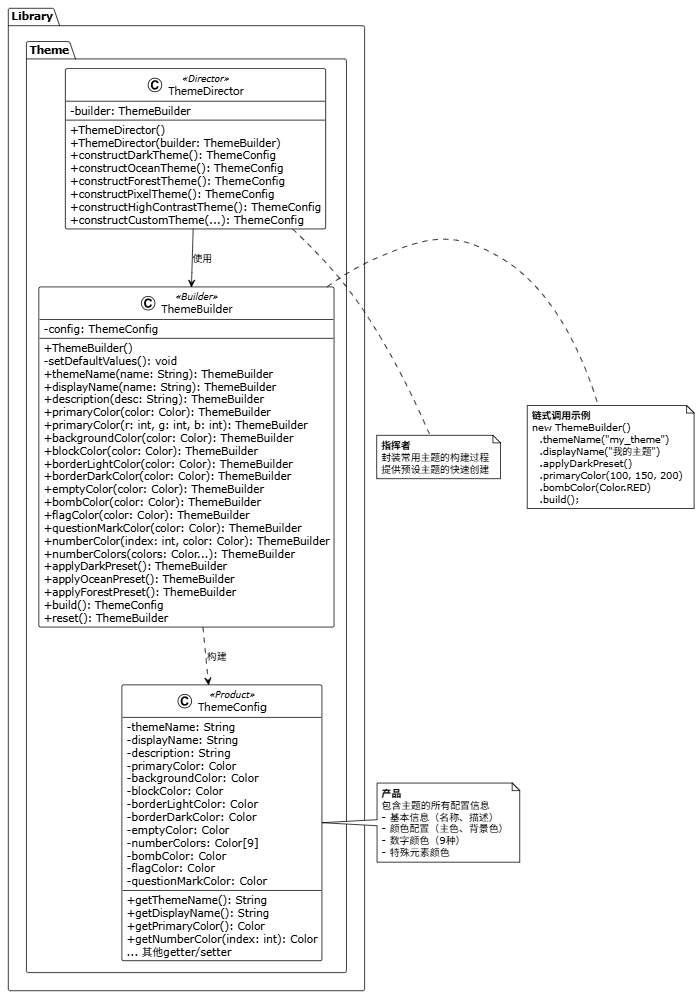 Library
Theme
C
«Director»
ThemeDirector
-builder: ThemeBuilder
+ThemeDirector()
+ThemeDirector(builder: ThemeBuilder)
+constructDarkTheme(): ThemeConfig
+constructOceanTheme(): ThemeConfig
+constructForestTheme(): ThemeConfig
+constructPixelTheme(): ThemeConfig
+constructHighContrastTheme(): ThemeConfig
+constructCustomTheme(...): ThemeConfig
使用
C
«Builder»
ThemeBuilder
-config: ThemeConfig
+ThemeBuilder()
-setDefaultValues(): void
+themeName(name: String): ThemeBuilder
+displayName(name: String): ThemeBuilder
+description(desc: String): ThemeBuilder
+primaryColor(color: Color): ThemeBuilder
+primaryColor(r: int, g: int, b: int): ThemeBuilder
+backgroundColor(color: Color): ThemeBuilder
+blockColor(color: Color): ThemeBuilder
+borderLightColor(color: Color): ThemeBuilder
+borderDarkColor(color: Color): ThemeBuilder
+emptyColor(color: Color): ThemeBuilder
+bombColor(color: Color): ThemeBuilder
+flagColor(color: Color): ThemeBuilder
+questionMarkColor(color: Color): ThemeBuilder
+numberColor(index: int, color: Color): ThemeBuilder
+numberColors(colors: Color...): ThemeBuilder
+applyDarkPreset(): ThemeBuilder
+applyOceanPreset(): ThemeBuilder
+applyForestPreset(): ThemeBuilder
+build(): ThemeConfig
+reset(): ThemeBuilder
指挥者
封装常用主题的构建过程
提供预设主题的快速创建
链式调用示例
new ThemeBuilder()
.themeName("my_theme")
.displayName("我的主题")
.applyDarkPreset()
.primaryColor(100, 150, 200)
.bombColor(Color.RED)
.build();
构建
C
«Product»
ThemeConfig
-themeName: String
-displayName: String
-description: String
-primaryColor: Color
-backgroundColor: Color
-blockColor: Color
-borderLightColor: Color
-borderDarkColor: Color
-emptyColor: Color
-numberColors: Color[9]
-bombColor: Color
-flagColor: Color
-questionMarkColor: Color
+getThemeName(): String
+getDisplayName(): String
+getPrimaryColor(): Color
+getNumberColor(index: int): Color
... 其他getter/setter
产品
包含主题的所有配置信息
- 基本信息（名称、描述）
- 颜色配置（主色、背景色）
- 数字颜色（9种）
- 特殊元素颜色